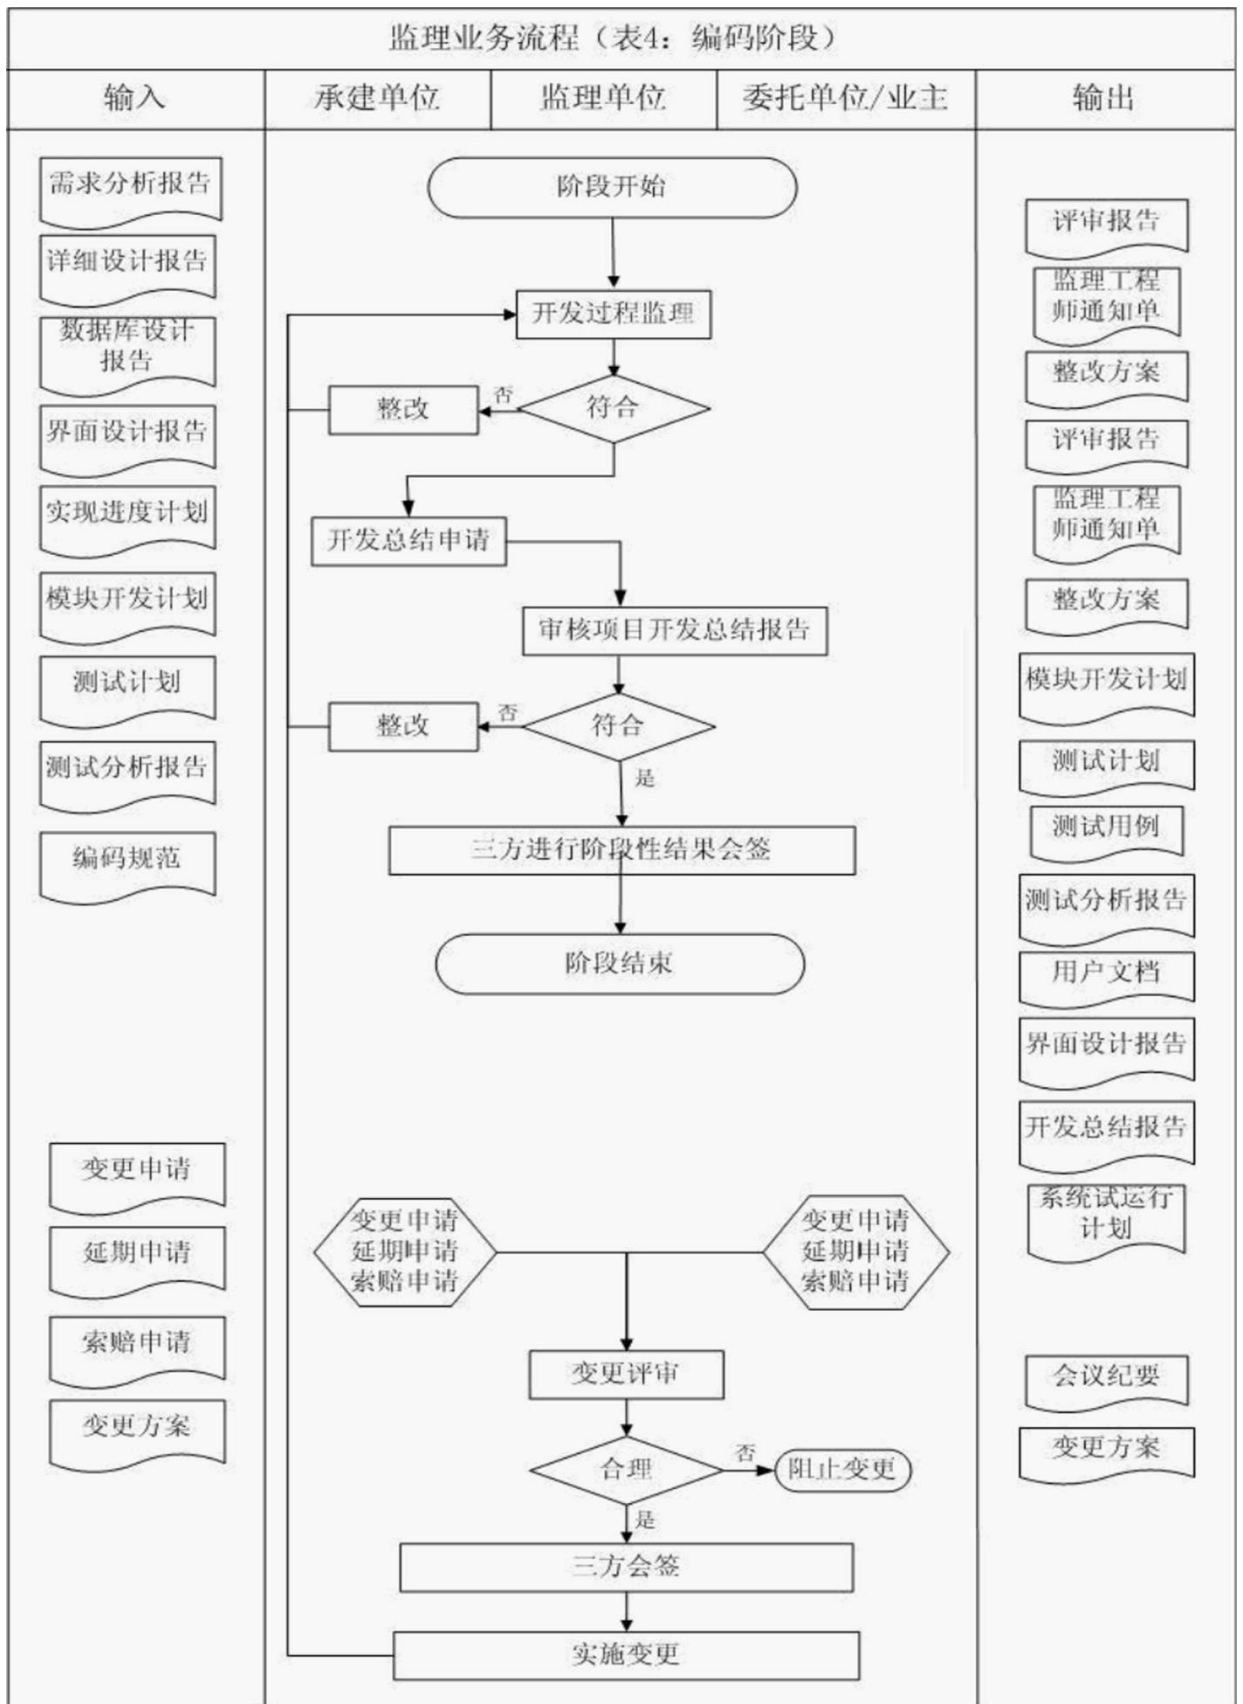 监理业务流程（表4：编码阶段）
输入
承建单位
监理单位
委托单位/业主
输出
需求分析报告
详细设计报告
数据库设计
报告
界面设计报告
实现进度计划
模块开发计划
测试计划
测试分析报告
编码规范
变更申请
延期申请
索赔申请
变更方案
阶段开始
开发过程监理
符合
否
整改
开发总结申请
审核项目开发总结报告
符合
否
整改
是
三方进行阶段性结果会签
阶段结束
变更申请
延期申请
索赔申请
变更申请
延期申请
索赔申请
变更评审
合理
否
阻止变更
是
三方会签
实施变更
评审报告
监理工程
师通知单
整改方案
评审报告
监理工程
师通知单
整改方案
模块开发计划
测试计划
测试用例
测试分析报告
用户文档
界面设计报告
开发总结报告
系统试运行
计划
会议纪要
变更方案